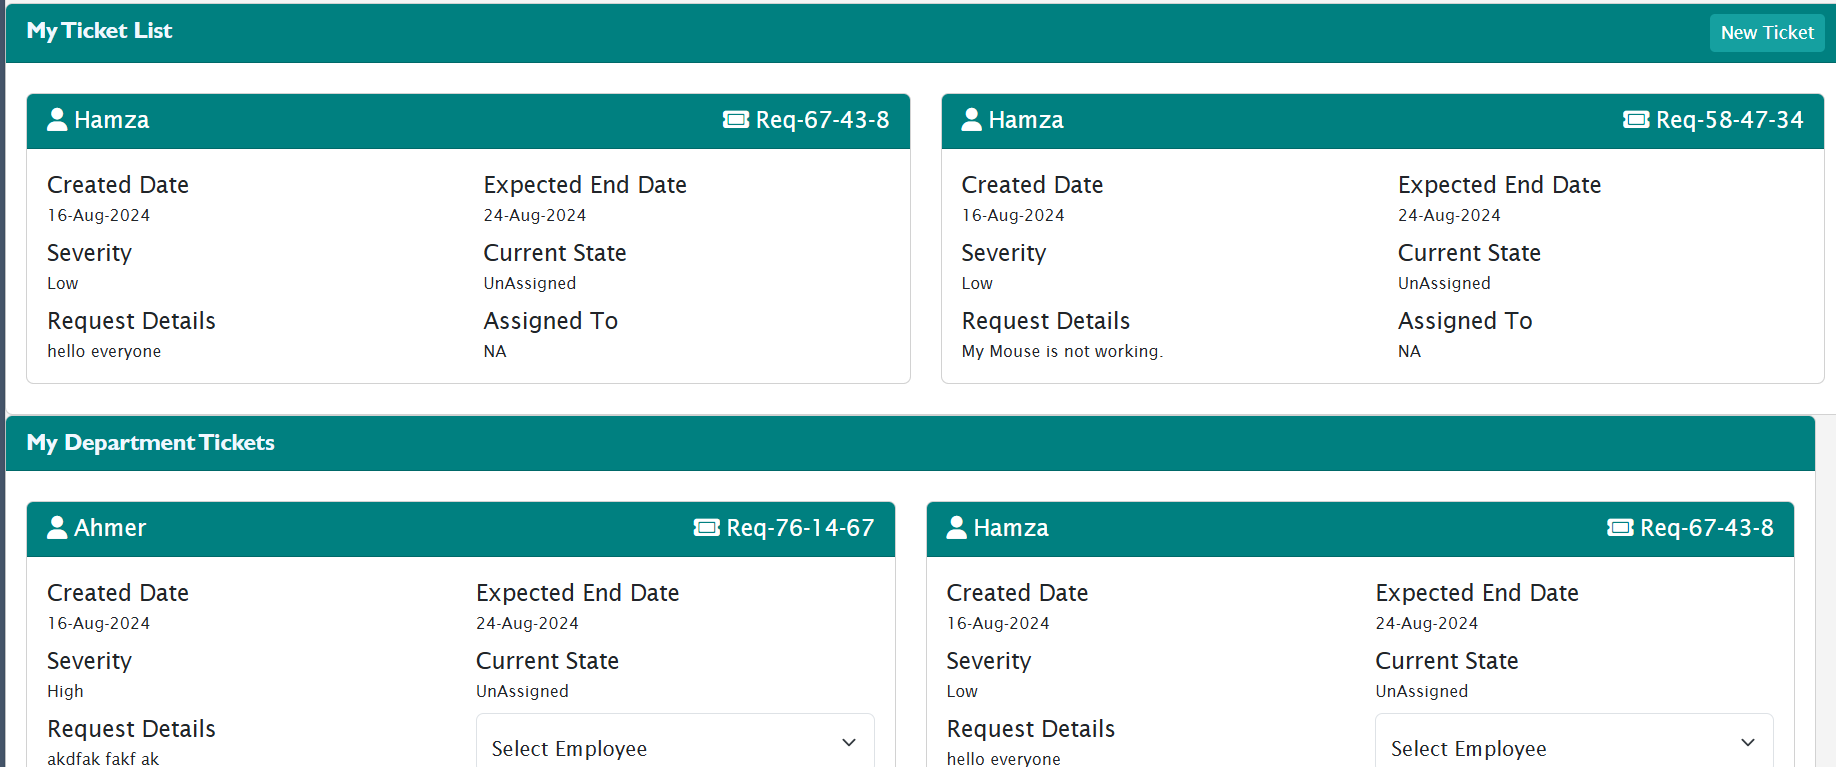 My Ticket List New Ticket
Hamza Req-67-43-8 Hamza Req-58-47-34
Created Date Expected End Date Created Date Expected End Date
16-Aug-2024 24-Aug-2024 16-Aug-2024 24-Aug-2024
Severity Current State Severity Current State
Low UnAssigned Low UnAssigned
Request Details Assigned To Request Details Assigned To
hello everyone NA My Mouse is not working. NA
My Department Tickets
Ahmer Req-76-14-67 Hamza Req-67-43-8
Created Date Expected End Date Created Date Expected End Date
16-Aug-2024 24-Aug-2024 16-Aug-2024 24-Aug-2024
Severity Current State Severity Current State
High UnAssigned Low UnAssigned
Request Details Request Details
Select Employee Select Employee
akdfak fakf ak hello everyone